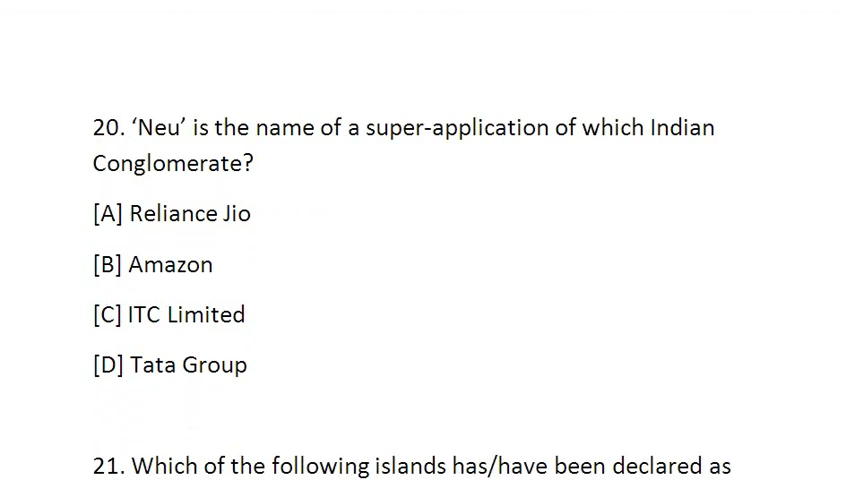 20. ‘Neu’ is the name of a super-application of which Indian
Conglomerate?
[A] Reliance Jio
[B] Amazon
[C] ITC Limited
[D] Tata Group
21. Which of the following islands has/have been declared as